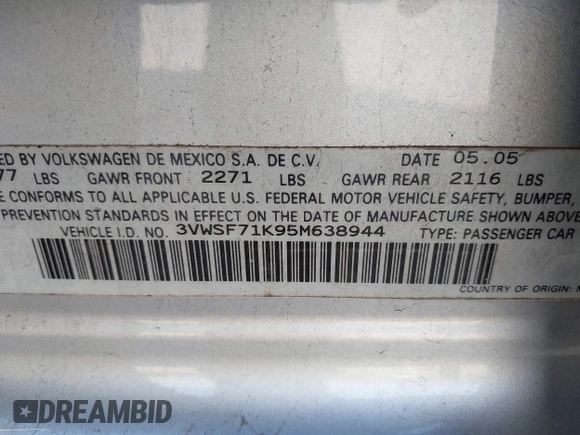 ED BY VOLKSWAGEN DE MEXICO S.A. DE C.V. DATE 05.05
77 LBS GAWR FRONT 2271 LBS GAWR REAR 2116 LBS
E CONFORMS TO ALL APPLICABLE U.S. FEDERAL MOTOR VEHICLE SAFETY, BUMPER,
PREVENTION STANDARDS IN EFFECT ON THE DATE OF MANUFACTURE SHOWN ABOVE
VEHICLE I.D. NO. 3VWSF71K95M638944 TYPE: PASSENGER CAR
COUNTRY OF ORIGIN: M
DREAMBID